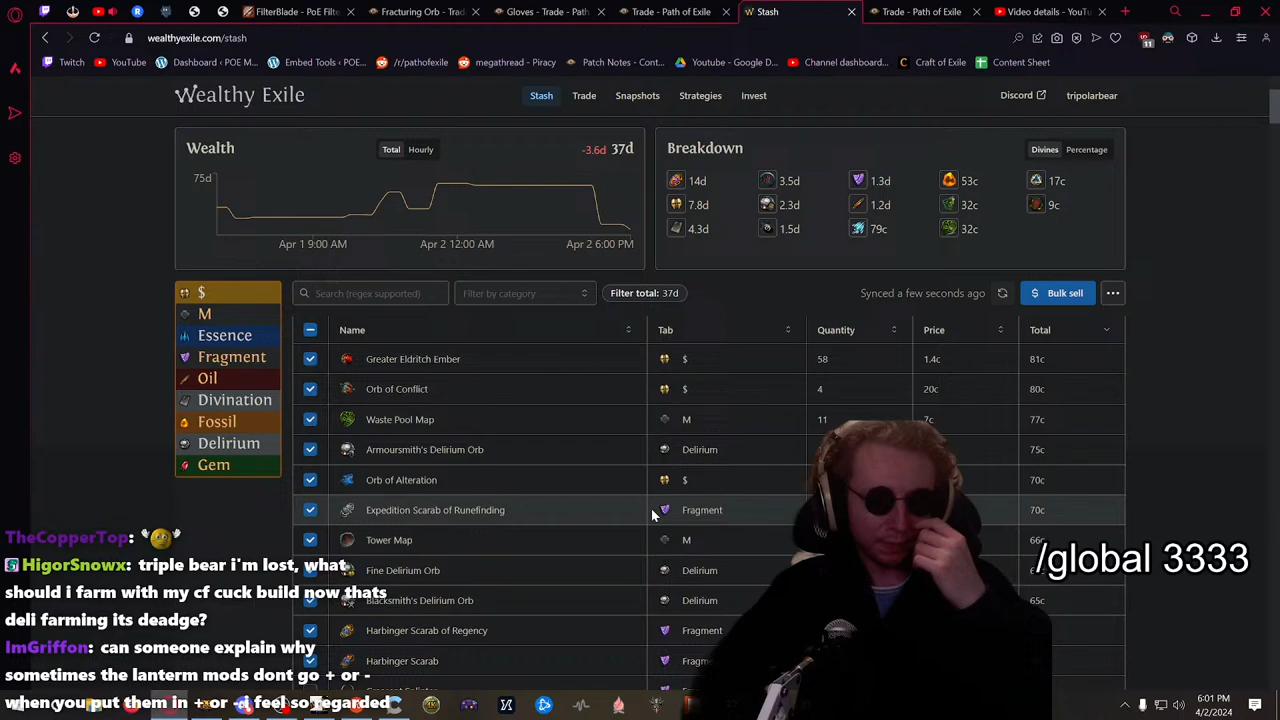 FilterBlade - PoE Filt
Fracturing Orb - Trad
Gloves - Trade - Path
Trade - Path of Exile
Stash
Trade - Path of Exile
Video details - YouTu
wealthyexile.com/stash
11
Twitch
YouTube
Dashboard ‹ POE M...
Embed Tools ‹ POE...
/r/pathofexile
megathread - Piracy
Patch Notes - Cont...
Youtube - Google D...
Channel dashboard...
Craft of Exile
Content Sheet
Wealthy Exile
Stash
Trade
Snapshots
Strategies
Invest
Discord
tripolarbear
Wealth
Total
Hourly
-3.6d 37d
75d
Apr 1 9:00 AM
Apr 2 12:00 AM
Apr 2 6:00 PM
Breakdown
Divines
Percentage
14d 3.5d 1.3d 53c 17c
7.8d 2.3d 1.2d 32c 9c
4.3d 1.5d 79c 32c
$
M
Essence
Fragment
Oil
Divination
Fossil
Delirium
Gem
Search (regex supported)
Filter by category
Filter total: 37d
Synced a few seconds ago
$ Bulk sell
Name Tab Quantity Price Total
Greater Eldritch Ember $ 58 1.4c 81c
Orb of Conflict $ 4 20c 80c
Waste Pool Map M 11 7c 77c
Armoursmith's Delirium Orb Delirium 75c
Orb of Alteration $ 70c
Expedition Scarab of Runefinding Fragment 70c
Tower Map M 66c
Fine Delirium Orb Delirium
Blacksmith's Delirium Orb Delirium 65c
Harbinger Scarab of Regency Fragment
Harbinger Scarab Fragm
TheCopperTop:
HigorSnowx: triple bear i'm lost, what
should i farm with my cf cuck build now thats
deli farming its deadge?
ImGriffon: can someone explain why
sometimes the lanterm mods dont go + or -
when you put them in + or - i feel so regarded
/global 3333
6:01 PM
4/2/2024